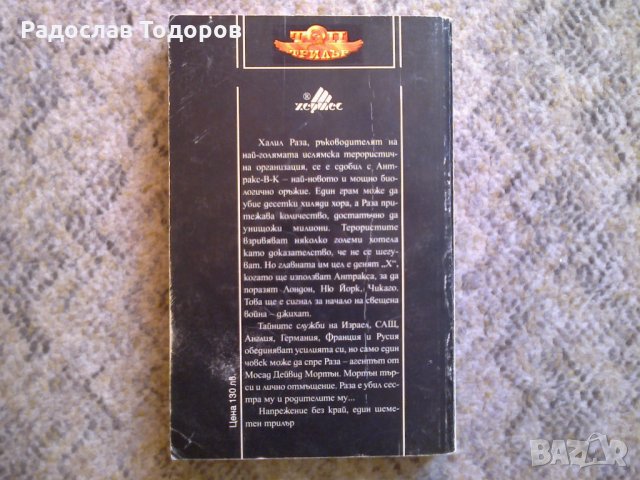 Радослав Тодоров
ТОП
ТРИЛЪР
®
хермес
Халил Раза, ръководителят на
най-голямата ислямска терористич-
на организация, се е сдобил с Ант-
ракс-В-К – най-новото и мощно био-
логично оръжие. Един грам може да
убие десетки хиляди хора, а Раза при-
тежава количество, достатъчно да
унищожи милиони. Терористите
взривяват няколко големи хотела
като доказателство, че не се шегу-
ват. Но главната им цел е денят „Х",
когато ще използват Антракса, за да
поразят Лондон, Ню Йорк, Чикаго.
Това ще е сигнал за начало на свещена
война – джихат.
Тайните служби на Израел, САЩ,
Англия, Германия, Франция и Русия
обединяват усилията си, но само един
човек може да спре Раза – агентът от
Мосад Дейвид Мортън. Мортън тър-
си и лично отмъщение. Раза е убил сес-
тра му и родителите му...
Напрежение без край, един шеме-
тен трилър
Цена 130 лв.
bazar.bg